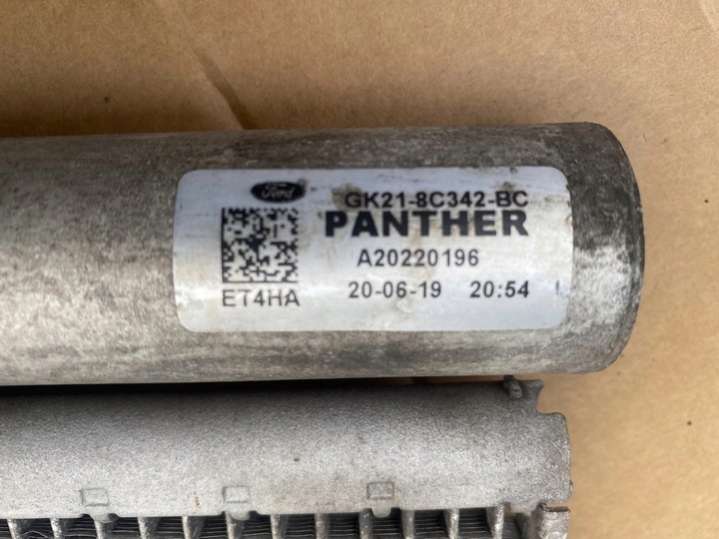 Ford
GK21-8C342-BC
PANTHER
A20220196
ET4HA
20-06-19 20:54